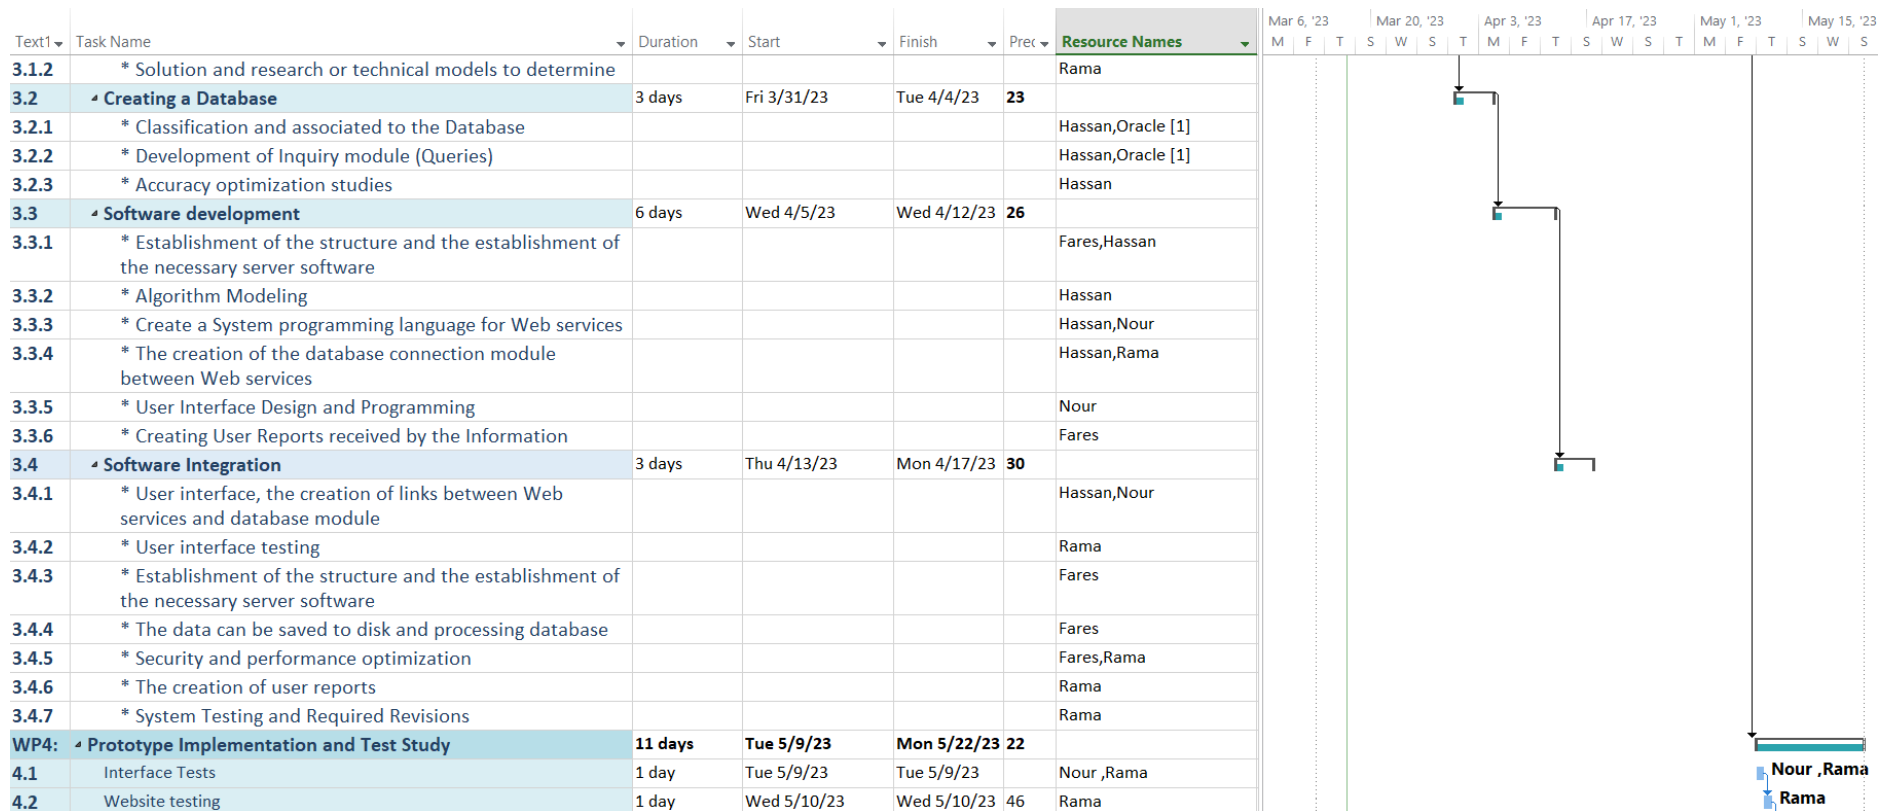 Mar 6, '23 Mar 20, '23 Apr 3, '23 Apr 17, '23 May 1, '23 May 15, '23
Text1 Task Name Duration Start Finish Prec Resource Names M F T S W S T M F T S W S T M F T S W S
3.1.2 * Solution and research or technical models to determine Rama
3.2 Creating a Database 3 days Fri 3/31/23 Tue 4/4/23 23
3.2.1 * Classification and associated to the Database Hassan,Oracle [1]
3.2.2 * Development of Inquiry module (Queries) Hassan,Oracle [1]
3.2.3 * Accuracy optimization studies Hassan
3.3 Software development 6 days Wed 4/5/23 Wed 4/12/23 26
3.3.1 * Establishment of the structure and the establishment of Fares,Hassan
the necessary server software
3.3.2 * Algorithm Modeling Hassan
3.3.3 * Create a System programming language for Web services Hassan,Nour
3.3.4 * The creation of the database connection module Hassan,Rama
between Web services
3.3.5 * User Interface Design and Programming Nour
3.3.6 * Creating User Reports received by the Information Fares
3.4 Software Integration 3 days Thu 4/13/23 Mon 4/17/23 30
3.4.1 * User interface, the creation of links between Web Hassan,Nour
services and database module
3.4.2 * User interface testing Rama
3.4.3 * Establishment of the structure and the establishment of Fares
the necessary server software
3.4.4 * The data can be saved to disk and processing database Fares
3.4.5 * Security and performance optimization Fares,Rama
3.4.6 * The creation of user reports Rama
3.4.7 * System Testing and Required Revisions Rama
WP4: Prototype Implementation and Test Study 11 days Tue 5/9/23 Mon 5/22/23 22
4.1 Interface Tests 1 day Tue 5/9/23 Tue 5/9/23 Nour ,Rama Nour ,Rama
4.2 Website testing 1 day Wed 5/10/23 Wed 5/10/23 46 Rama Rama